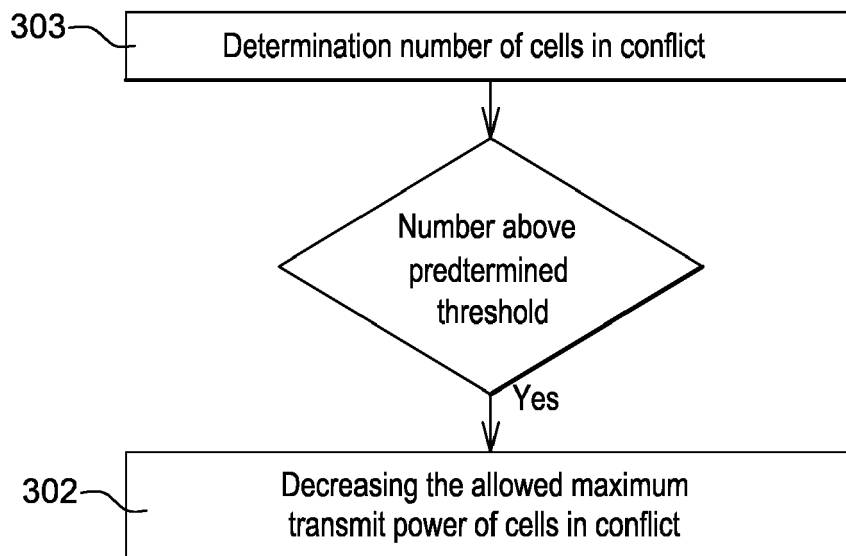 303
Determination number of cells in conflict
Number above
predtermined
threshold
Yes
302
Decreasing the allowed maximum
transmit power of cells in conflict